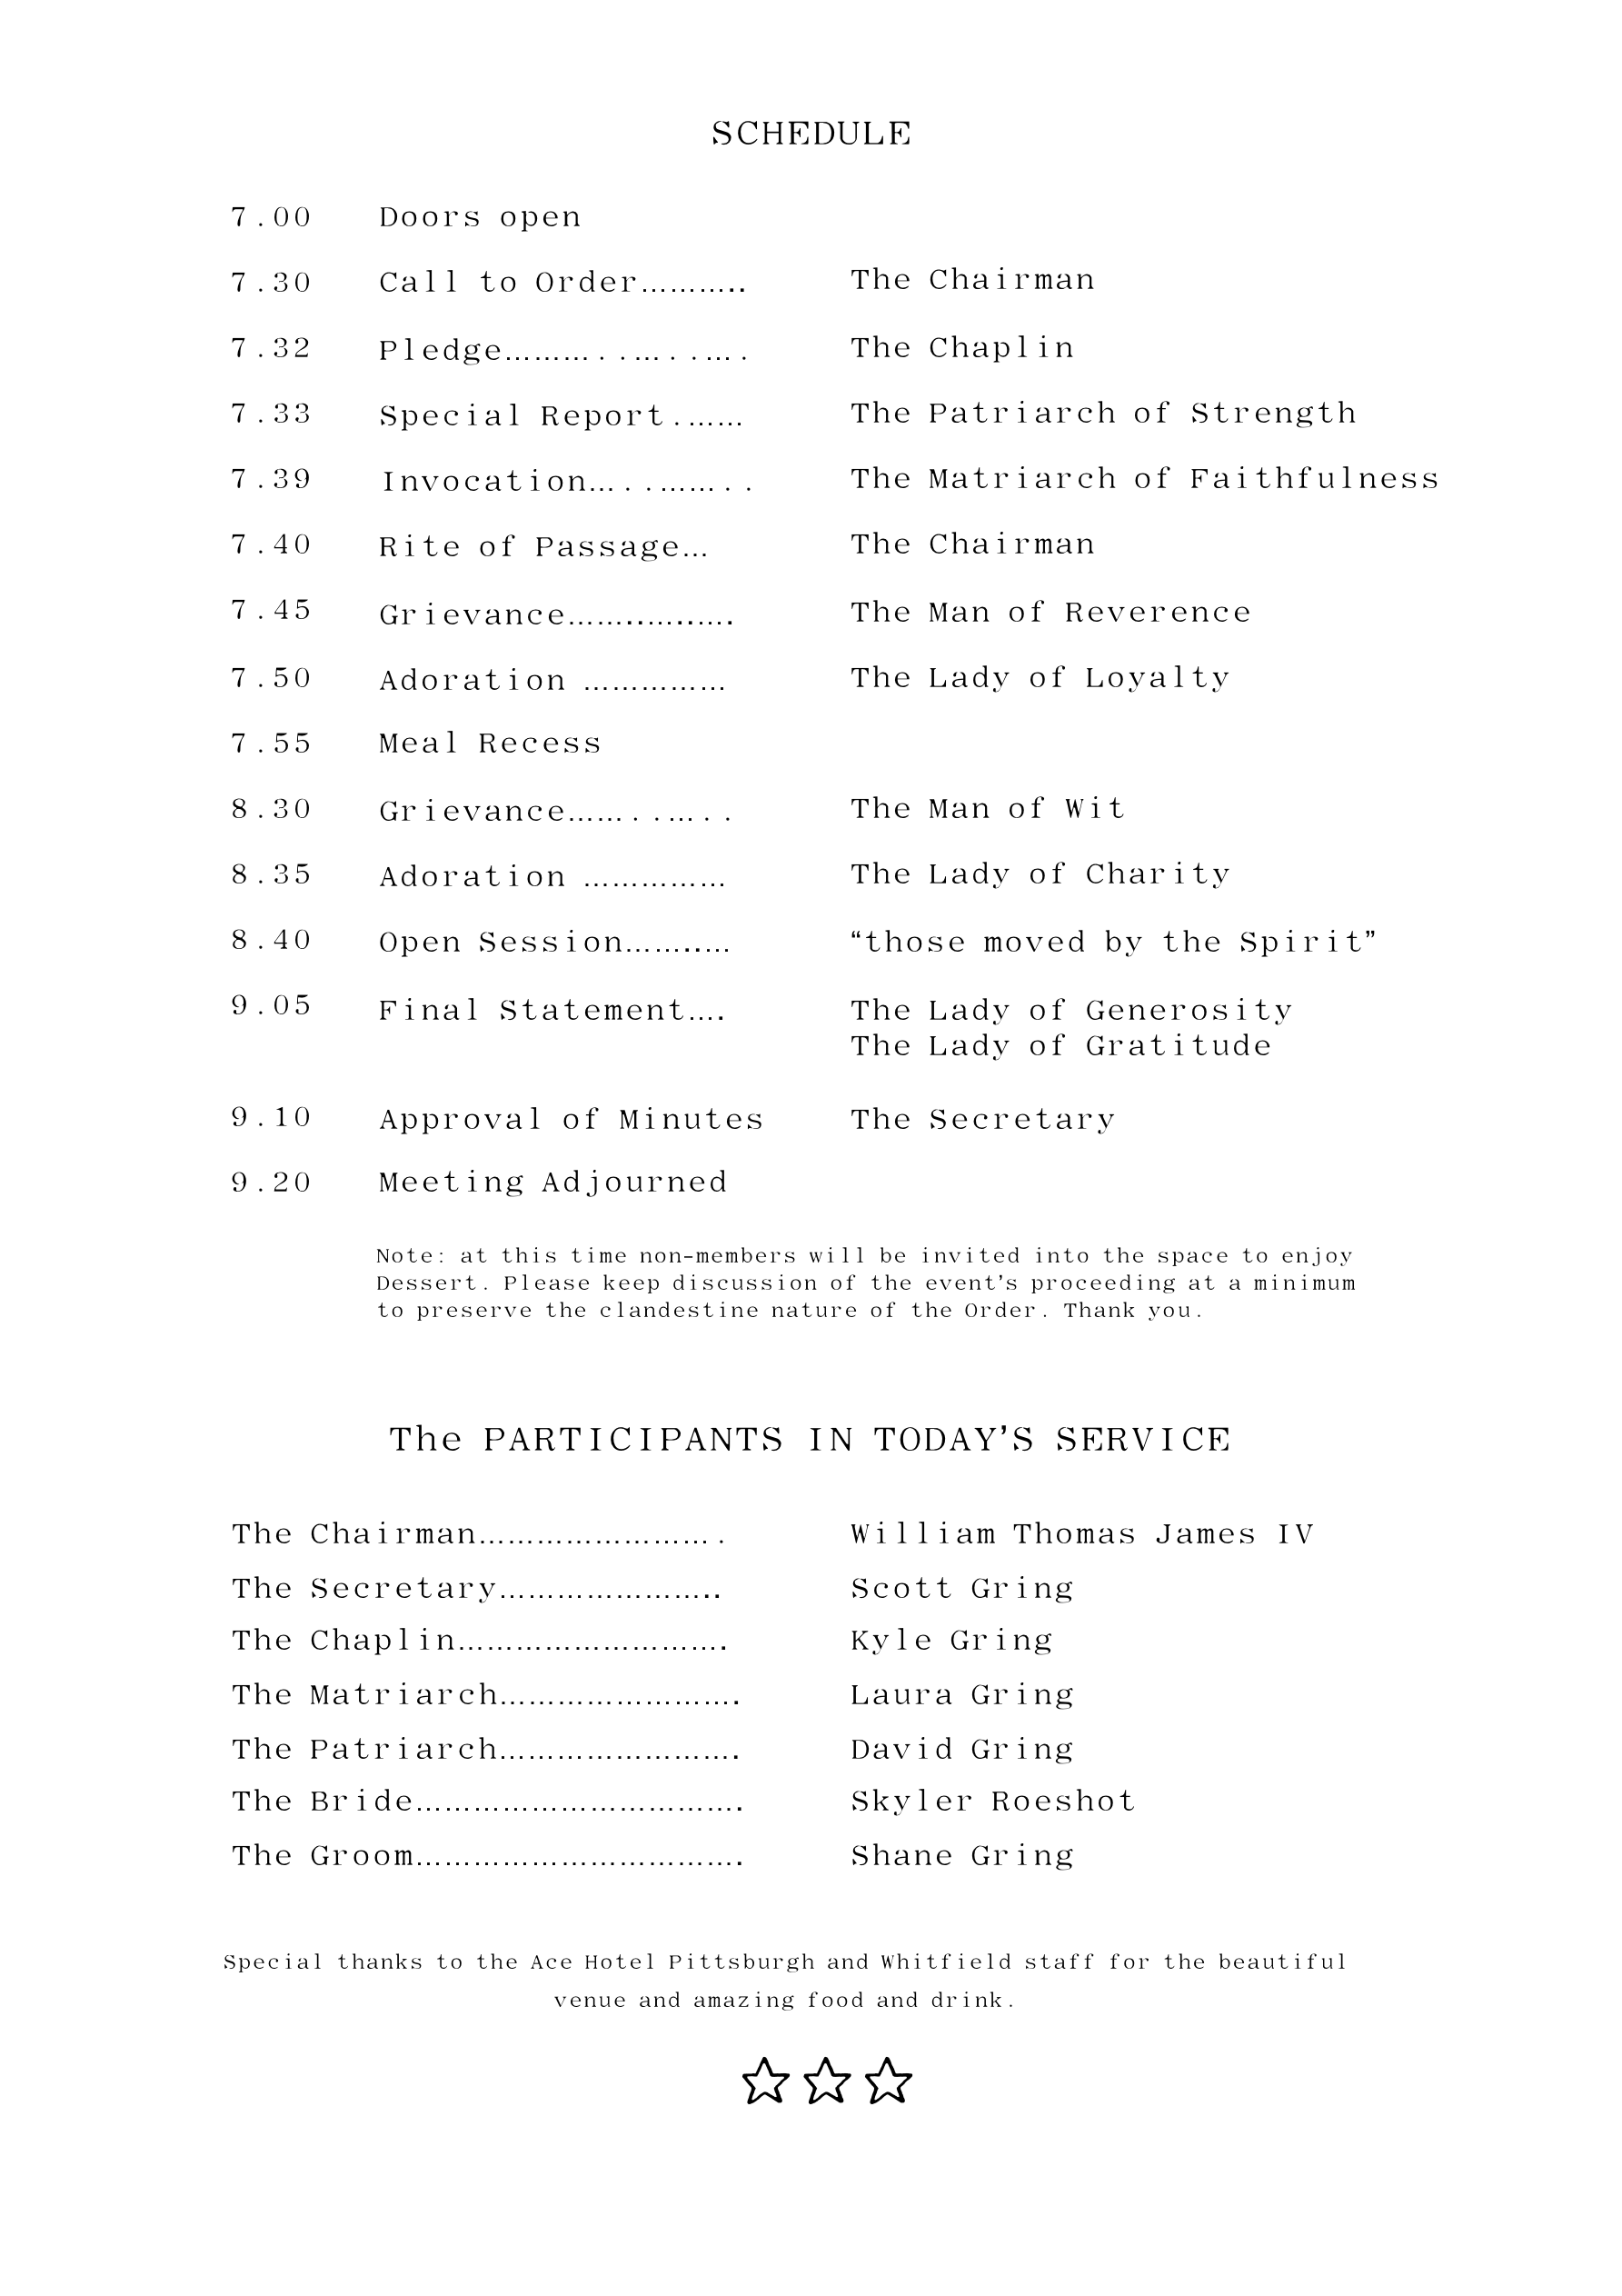 SCHEDULE
7.00 Doors open
7.30 Call to Order……….. The Chairman
7.32 Pledge………..…..…. The Chaplin
7.33 Special Report.…… The Patriarch of Strength
7.39 Invocation…..…….. The Matriarch of Faithfulness
7.40 Rite of Passage… The Chairman
7.45 Grievance……..…..…. The Man of Reverence
7.50 Adoration …………… The Lady of Loyalty
7.55 Meal Recess
8.30 Grievance……..….. The Man of Wit
8.35 Adoration …………… The Lady of Charity
8.40 Open Session……..… “those moved by the Spirit”
9.05 Final Statement…. The Lady of Generosity
The Lady of Gratitude
9.10 Approval of Minutes The Secretary
9.20 Meeting Adjourned
Note: at this time non-members will be invited into the space to enjoy
Dessert. Please keep discussion of the event’s proceeding at a minimum
to preserve the clandestine nature of the Order. Thank you.
The PARTICIPANTS IN TODAY’S SERVICE
The Chairman……………………. William Thomas James IV
The Secretary………………….. Scott Gring
The Chaplin………………………. Kyle Gring
The Matriarch……………………. Laura Gring
The Patriarch……………………. David Gring
The Bride……………………………. Skyler Roeshot
The Groom……………………………. Shane Gring
Special thanks to the Ace Hotel Pittsburgh and Whitfield staff for the beautiful
venue and amazing food and drink.